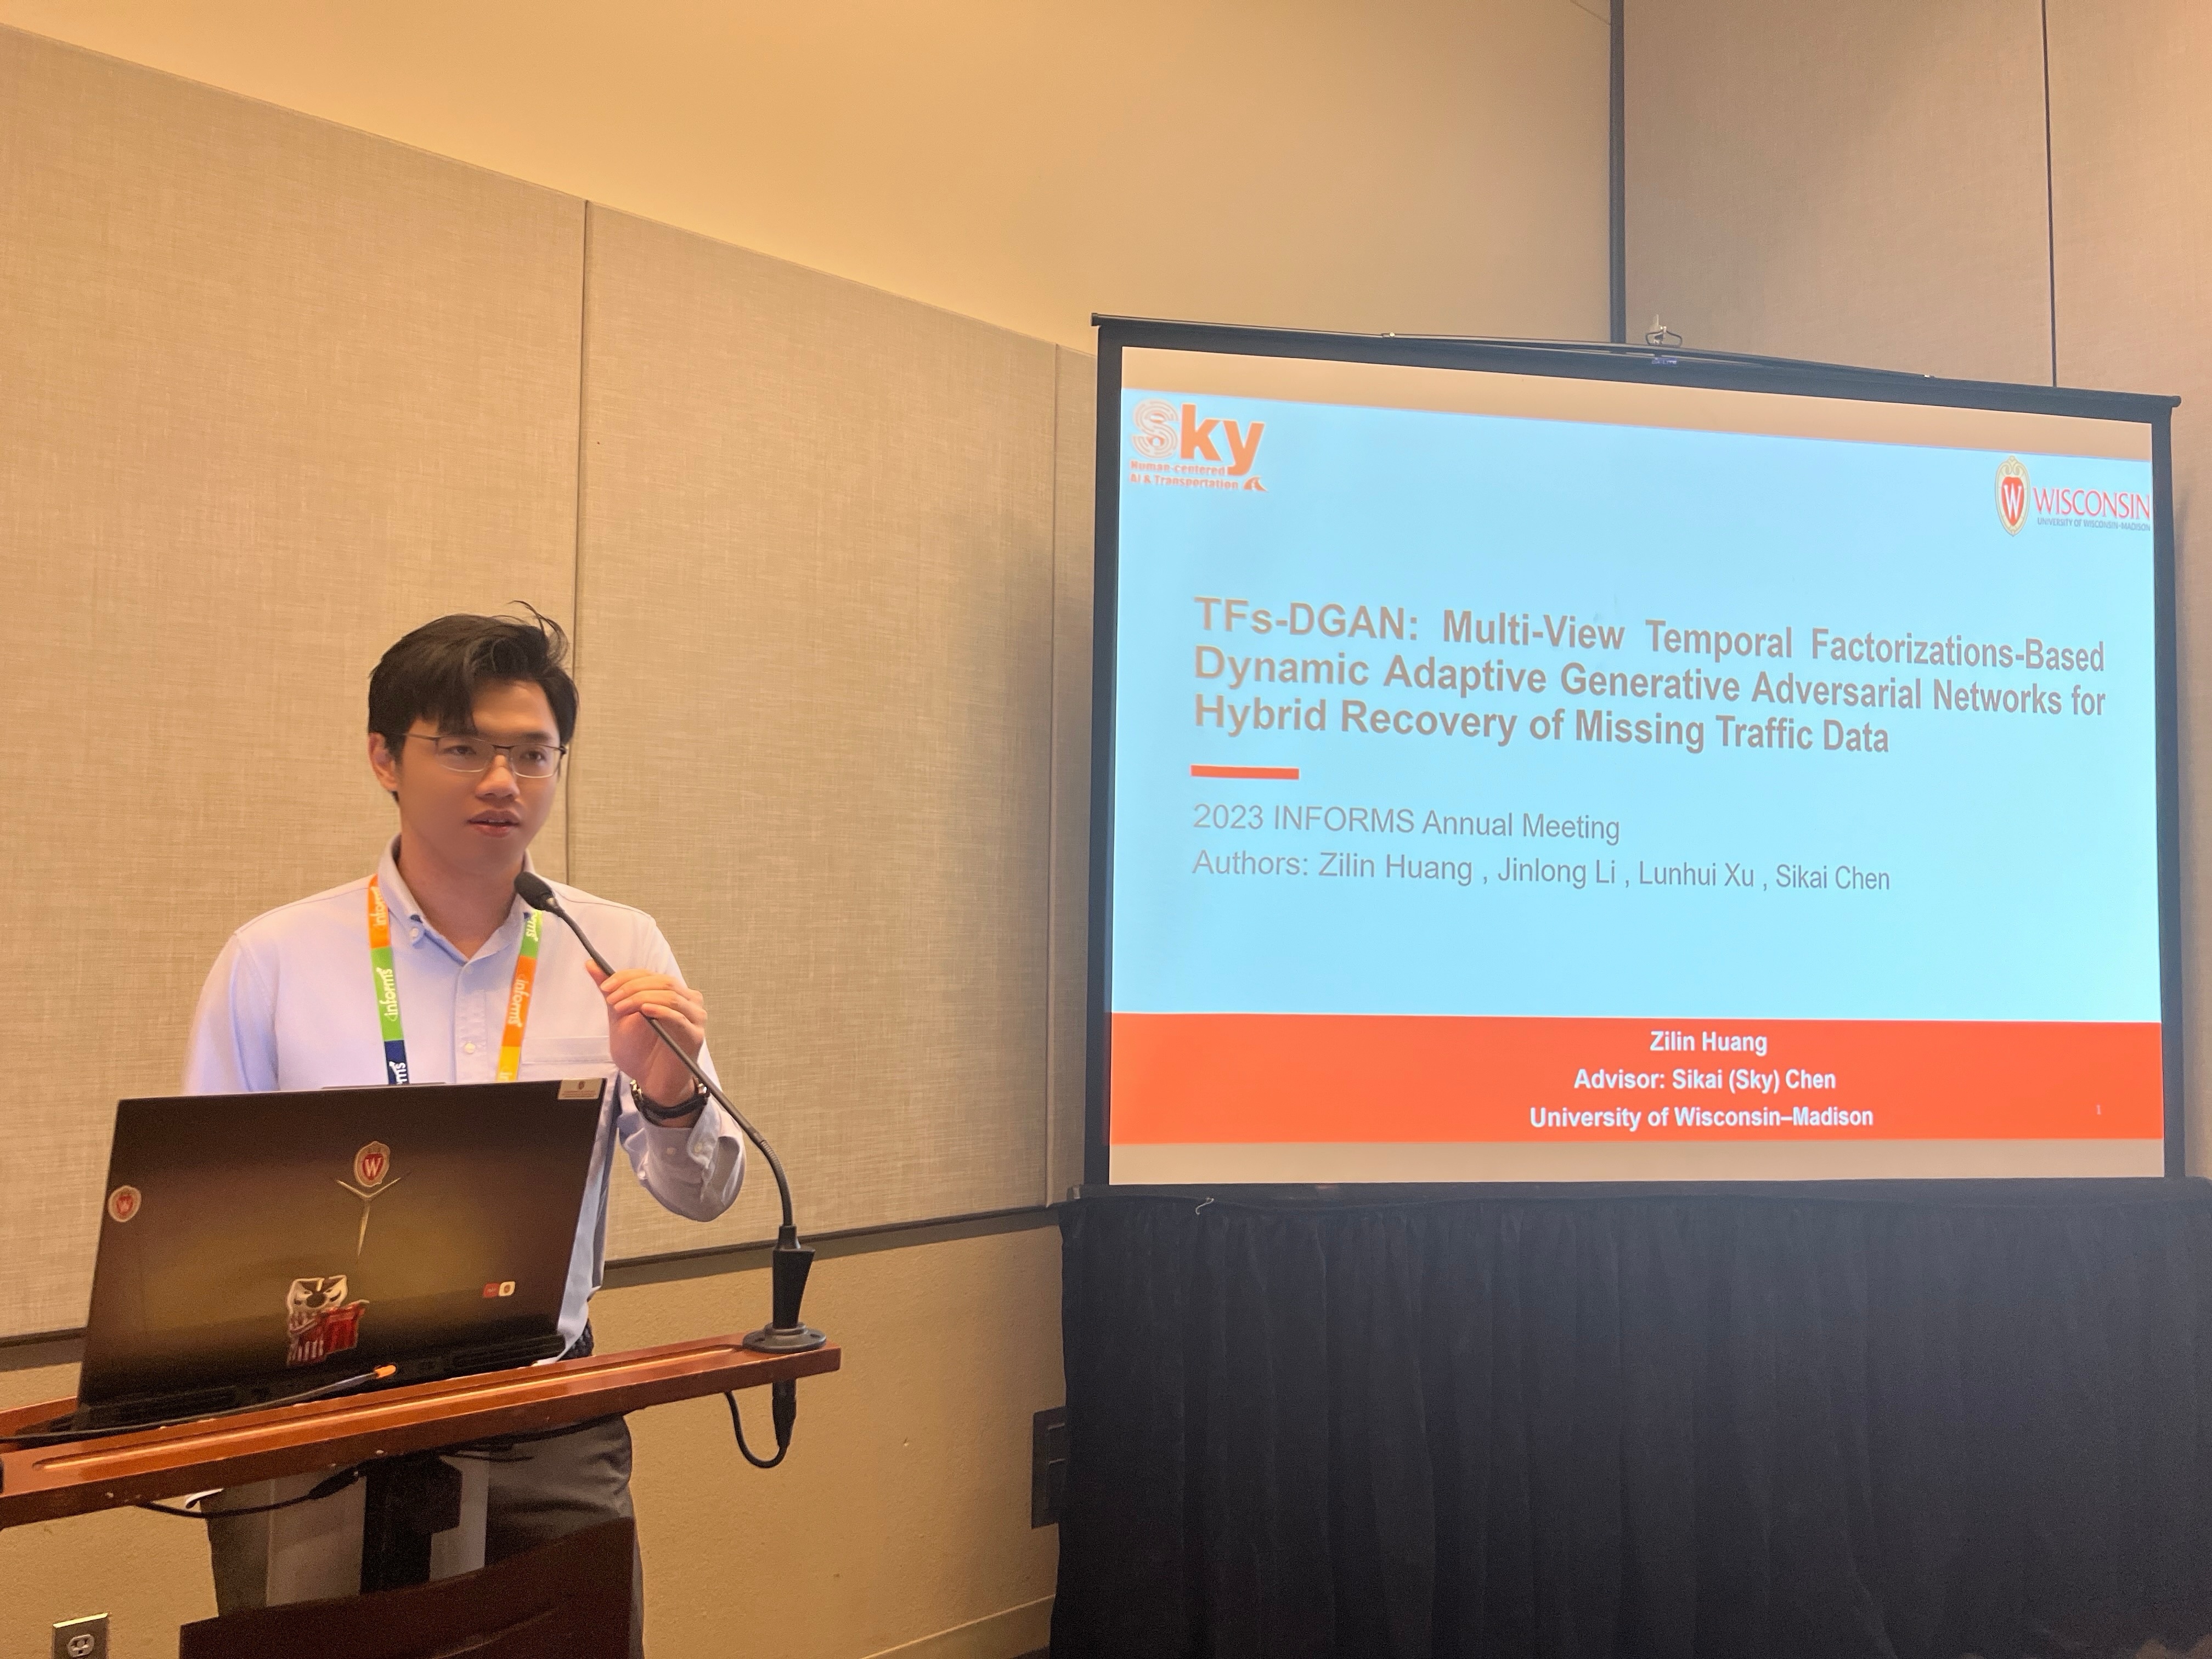 Sky
Human-centered
AI & Transportation
W WISCONSIN
UNIVERSITY OF WISCONSIN–MADISON
TFs-DGAN: Multi-View Temporal Factorizations-Based
Dynamic Adaptive Generative Adversarial Networks for
Hybrid Recovery of Missing Traffic Data
2023 INFORMS Annual Meeting
Authors: Zilin Huang , Jinlong Li , Lunhui Xu , Sikai Chen
Zilin Huang
Advisor: Sikai (Sky) Chen
University of Wisconsin–Madison
1
informs
informs
W
W